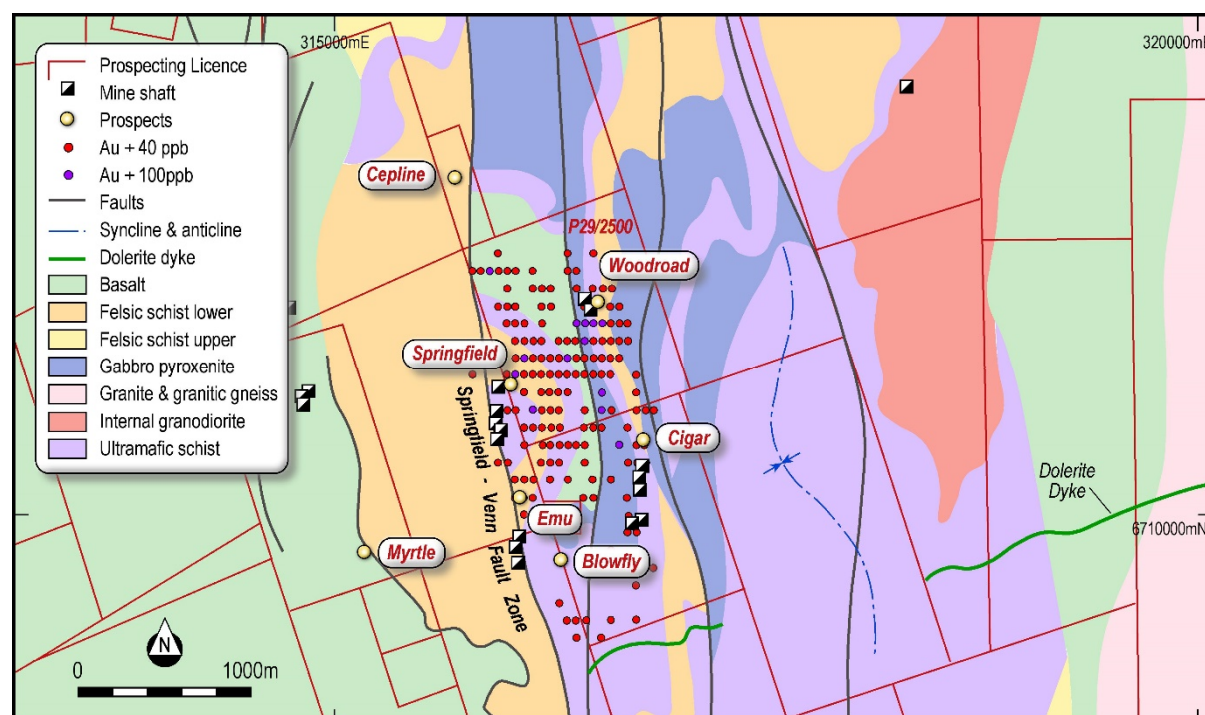 315000mE
320000mE
Prospecting Licence
Mine shaft
Prospects
Au + 40 ppb
Au + 100ppb
Faults
Syncline & anticline
Dolerite dyke
Basalt
Felsic schist lower
Felsic schist upper
Gabbro pyroxenite
Granite & granitic gneiss
Internal granodiorite
Ultramafic schist
Cepline
P29/2500
Woodroad
Springfield
Springfield - Venn Fault Zone
Cigar
Dolerite
Dyke
Emu
6710000mN
Myrtle
Blowfly
N
0 1000m